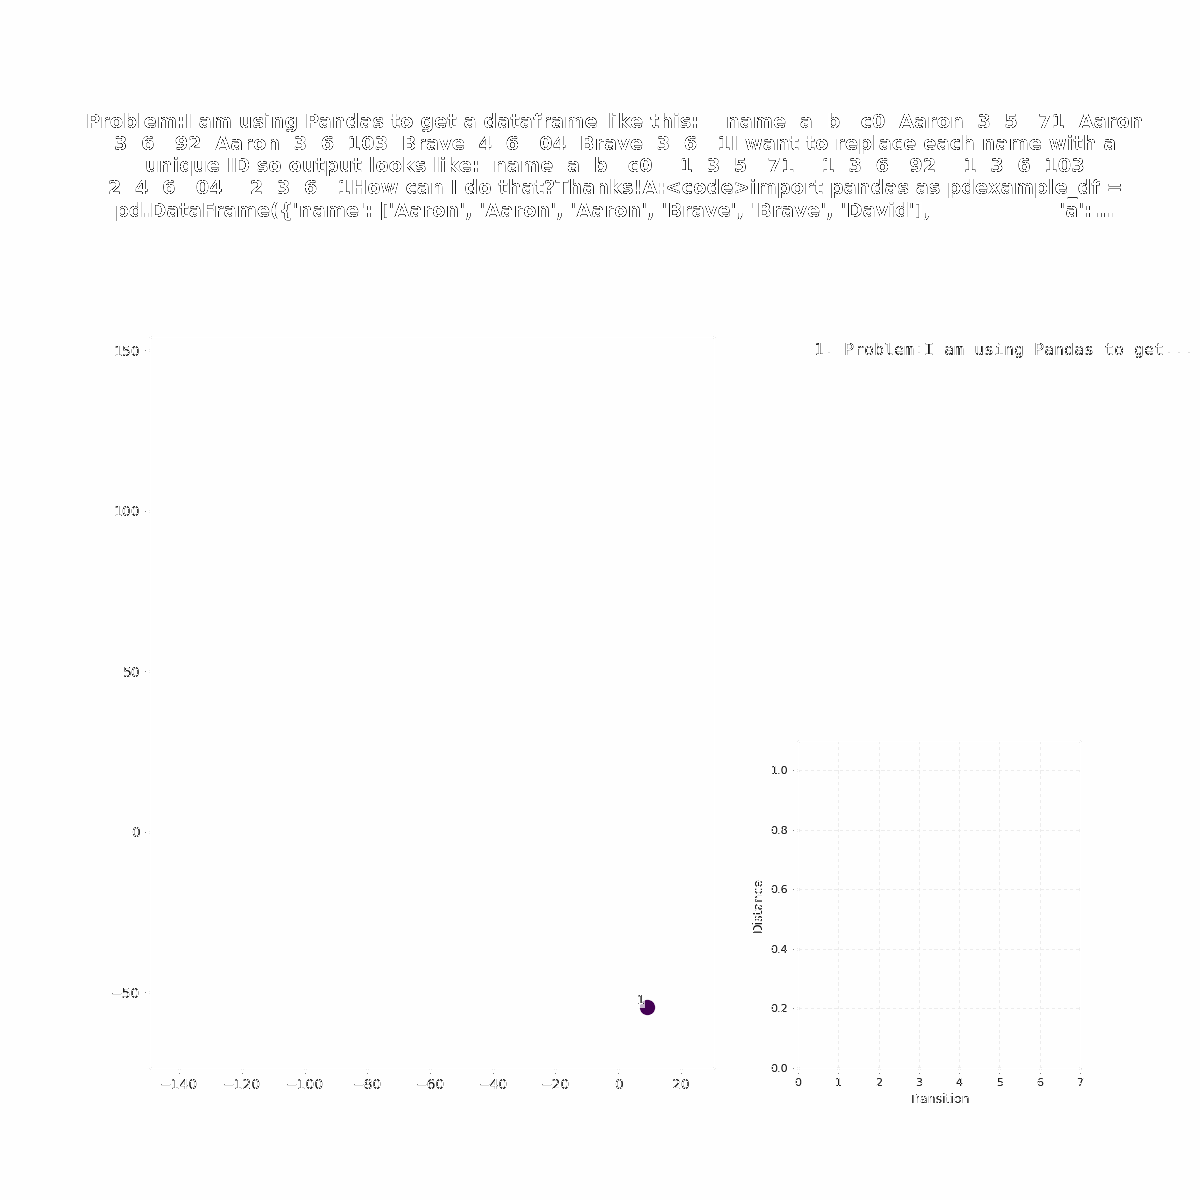 Problem:I am using Pandas to get a dataframe like this:    name  a  b   c0  Aaron  3  5   71  Aaron
3  6   92  Aaron  3  6  103  Brave  4  6   04  Brave  3  6   1I want to replace each name with a
unique ID so output looks like:  name  a  b   c0    1  3  5   71    1  3  6   92    1  3  6  103
2  4  6   04    2  3  6   1How can I do that?Thanks!A:<code>import pandas as pdexample_df =
pd.DataFrame({'name': ['Aaron', 'Aaron', 'Aaron', 'Brave', 'Brave', 'David'],                   'a':...
150
1. Problem:I am using Pandas to get...
100
50
0
−50
1
−140 −120 −100 −80 −60 −40 −20 0 20
1.0
0.8
0.6
0.4
0.2
0.0
Distance
0 1 2 3 4 5 6 7
Transition